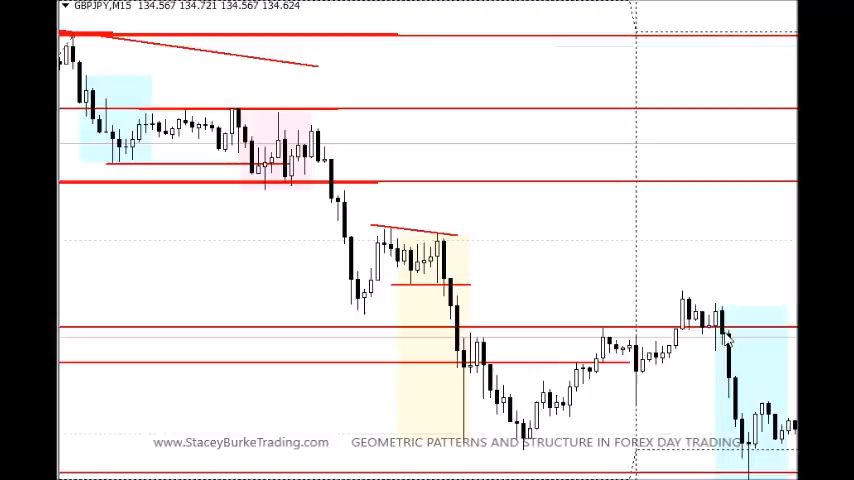 GBPJPY,M15 134.567 134.721 134.567 134.624
www.StaceyBurkeTrading.com GEOMETRIC PATTERNS AND STRUCTURE IN FOREX DAY TRADING